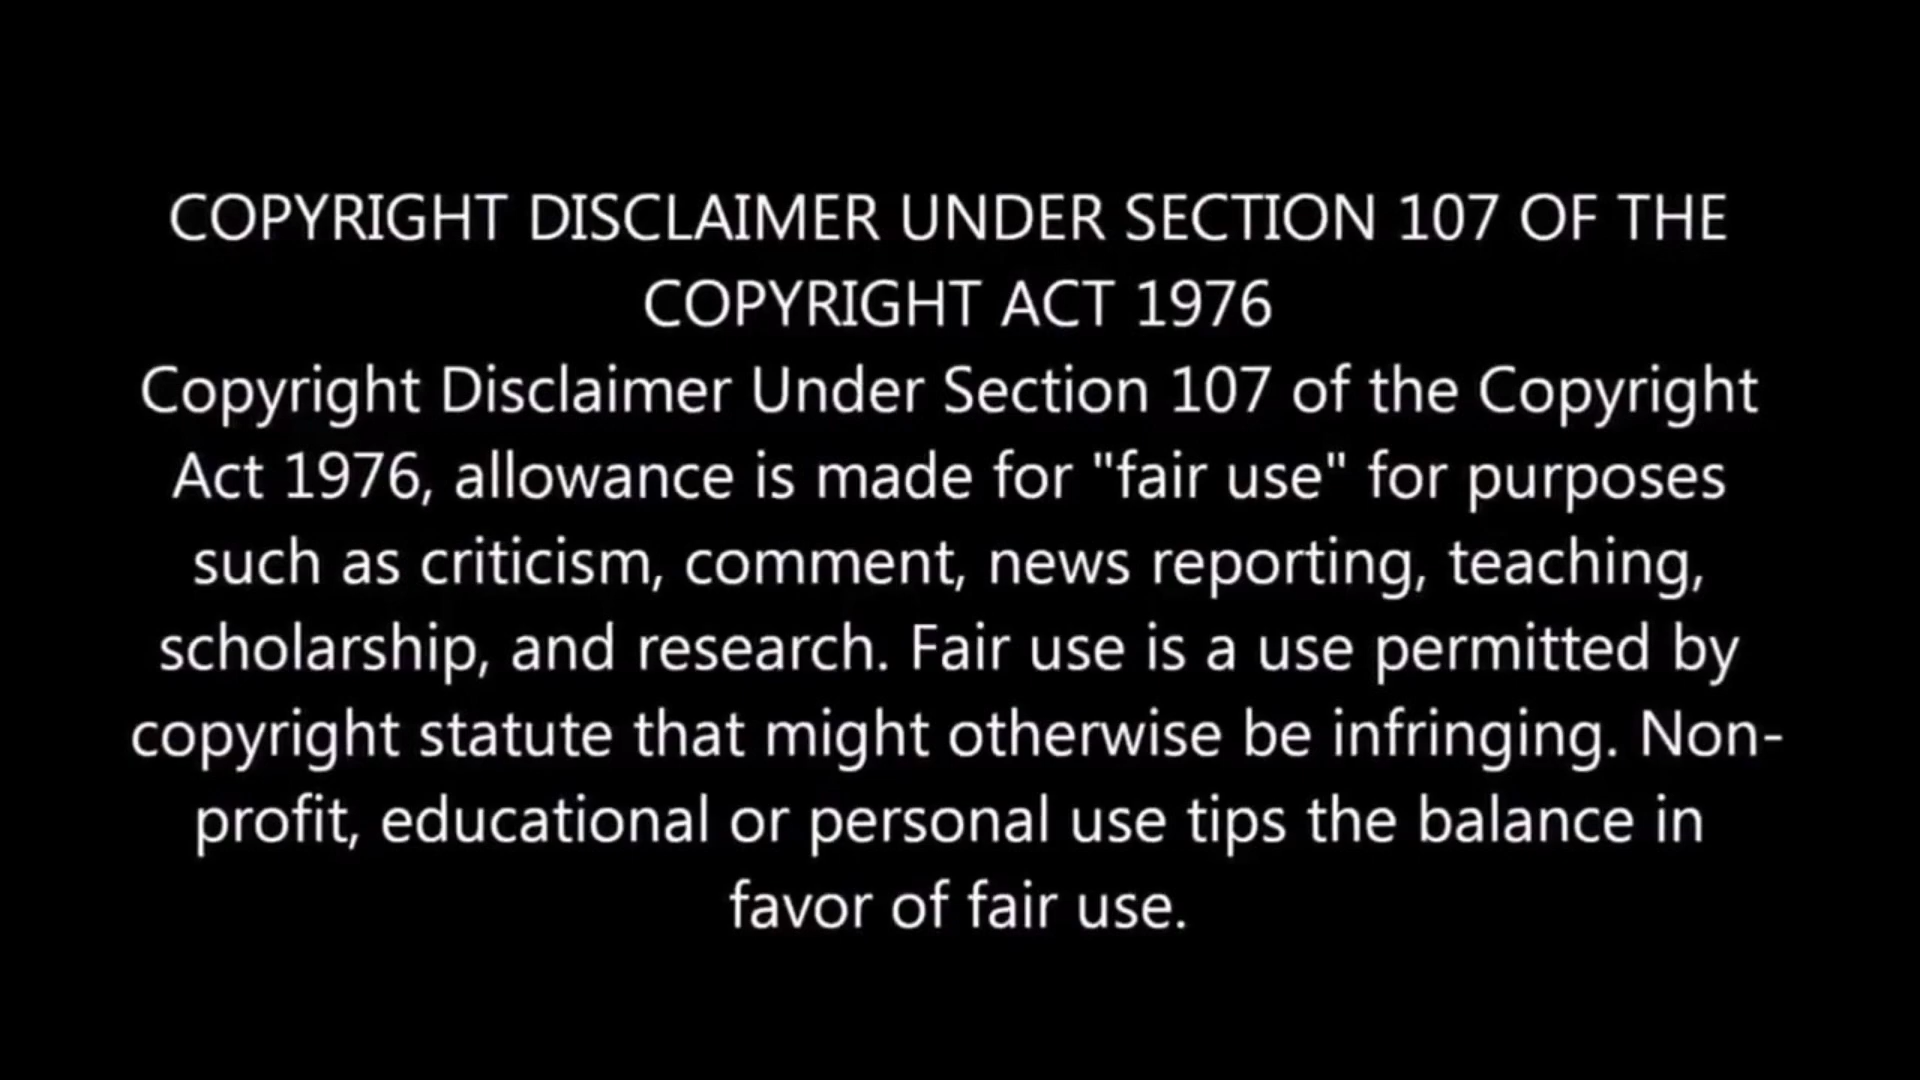 COPYRIGHT DISCLAIMER UNDER SECTION 107 OF THE
COPYRIGHT ACT 1976
Copyright Disclaimer Under Section 107 of the Copyright
Act 1976, allowance is made for "fair use" for purposes
such as criticism, comment, news reporting, teaching,
scholarship, and research. Fair use is a use permitted by
copyright statute that might otherwise be infringing. Non-
profit, educational or personal use tips the balance in
favor of fair use.